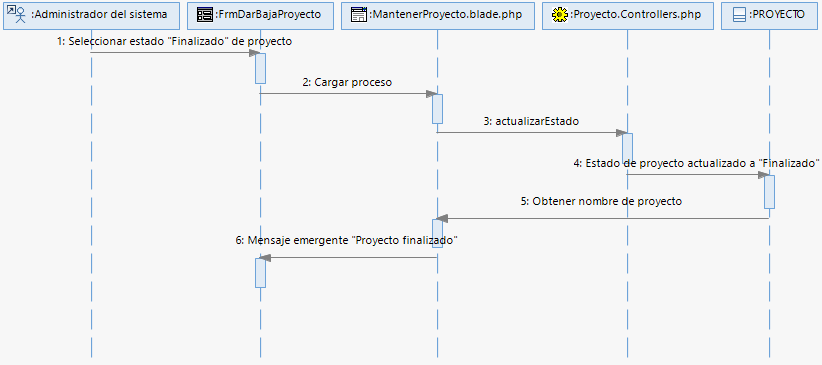 :Administrador del sistema
:FrmDarBajaProyecto
:MantenerProyecto.blade.php
:Proyecto.Controllers.php
:PROYECTO
1: Seleccionar estado "Finalizado" de proyecto
2: Cargar proceso
3: actualizarEstado
4: Estado de proyecto actualizado a "Finalizado"
5: Obtener nombre de proyecto
6: Mensaje emergente "Proyecto finalizado"